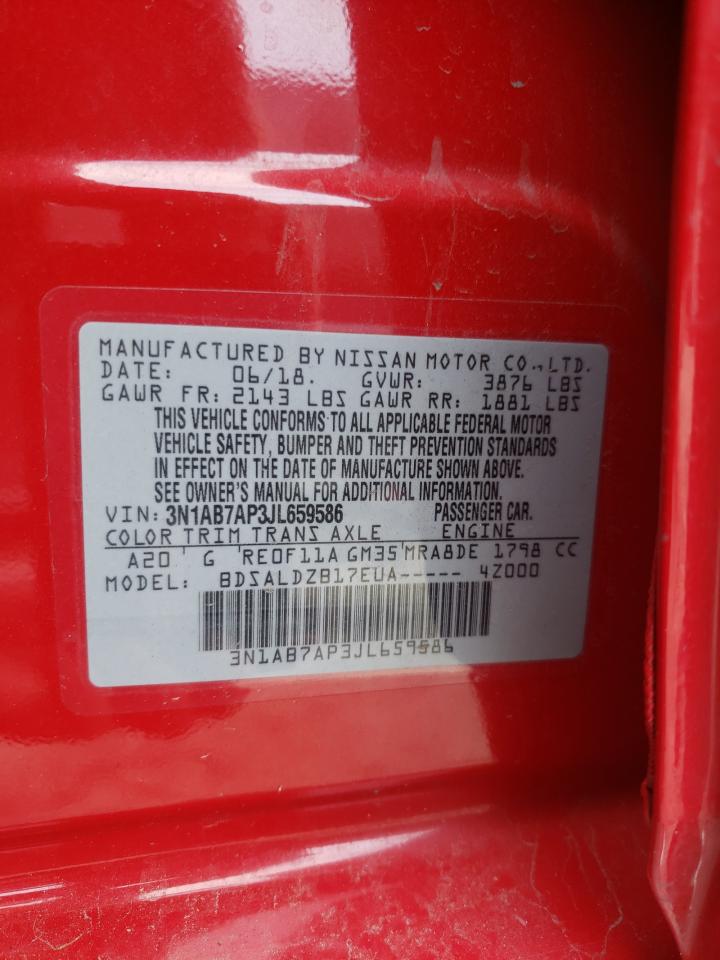 MANUFACTURED BY NISSAN MOTOR CO., LTD.
DATE: 06/18. GVWR: 3876 LBS
GAWR FR: 2143 LBS GAWR RR: 1881 LBS
THIS VEHICLE CONFORMS TO ALL APPLICABLE FEDERAL MOTOR
VEHICLE SAFETY, BUMPER AND THEFT PREVENTION STANDARDS
IN EFFECT ON THE DATE OF MANUFACTURE SHOWN ABOVE.
SEE OWNER'S MANUAL FOR ADDITIONAL INFORMATION.
VIN: 3N1AB7AP3JL659586 PASSENGER CAR.
COLOR TRIM TRANS AXLE ENGINE
A20 G RE0F11A GM35 MRA8DE 1798 CC
MODEL: BDSALDZB17EUA----- 4Z000
3N1AB7AP3JL659586